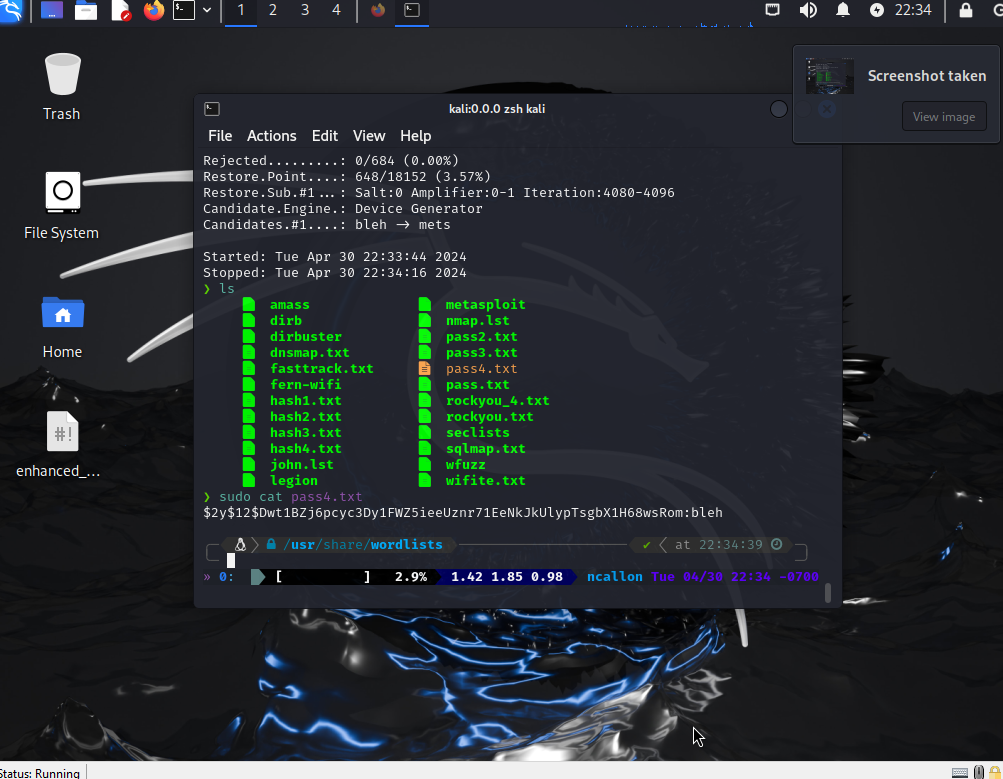 1 2 3 4 22:34
Screenshot taken
View image
Trash
File System
Home
#!
enhanced_...
kali:0.0.0 zsh kali
File Actions Edit View Help
Rejected.........: 0/684 (0.00%)
Restore.Point....: 648/18152 (3.57%)
Restore.Sub.#1...: Salt:0 Amplifier:0-1 Iteration:4080-4096
Candidate.Engine.: Device Generator
Candidates.#1....: bleh -> mets
Started: Tue Apr 30 22:33:44 2024
Stopped: Tue Apr 30 22:34:16 2024
❯ ls
amass metasploit
dirb nmap.lst
dirbuster pass2.txt
dnsmap.txt pass3.txt
fasttrack.txt pass4.txt
fern-wifi pass.txt
hash1.txt rockyou_4.txt
hash2.txt rockyou.txt
hash3.txt seclists
hash4.txt sqlmap.txt
john.lst wfuzz
legion wifite.txt
❯ sudo cat pass4.txt
$2y$12$Dwt1BZj6pcyc3Dy1FWZ5ieeUznr71EeNkJkUlypTsgbX1H68wsRom:bleh
/usr/share/wordlists ✔ < at 22:34:39
» 0: [ ] 2.9% 1.42 1.85 0.98 ncallon Tue 04/30 22:34 -0700
Status: Running